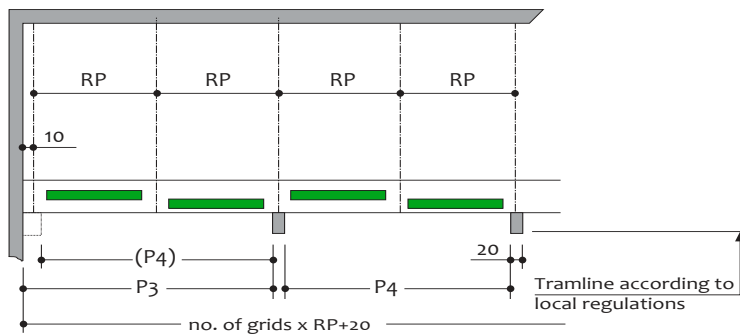 RP RP RP RP
10
(P4) 20
P3 P4
Tramline according to
local regulations
no. of grids x RP+20